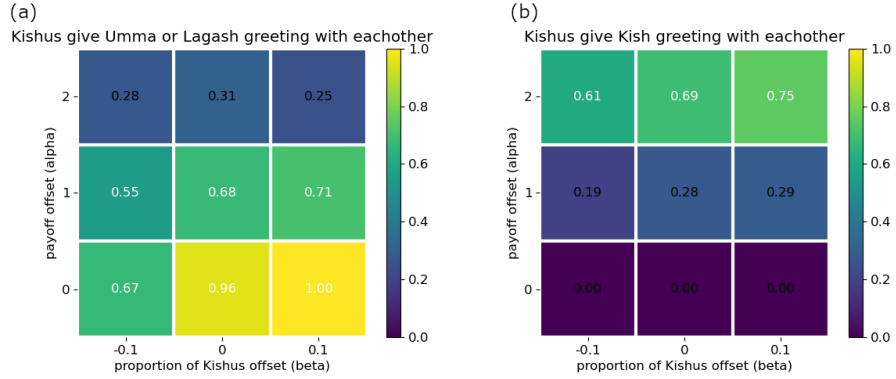 (a)
Kishus give Umma or Lagash greeting with eachother
payoff offset (alpha)
2
1
0
0.28 0.31 0.25
0.55 0.68 0.71
0.67 0.96 1.00
-0.1 0 0.1
proportion of Kishus offset (beta)
1.0
0.8
0.6
0.4
0.2
0.0
(b)
Kishus give Kish greeting with eachother
payoff offset (alpha)
2
1
0
0.61 0.69 0.75
0.19 0.28 0.29
0.00 0.00 0.00
-0.1 0 0.1
proportion of Kishus offset (beta)
1.0
0.8
0.6
0.4
0.2
0.0